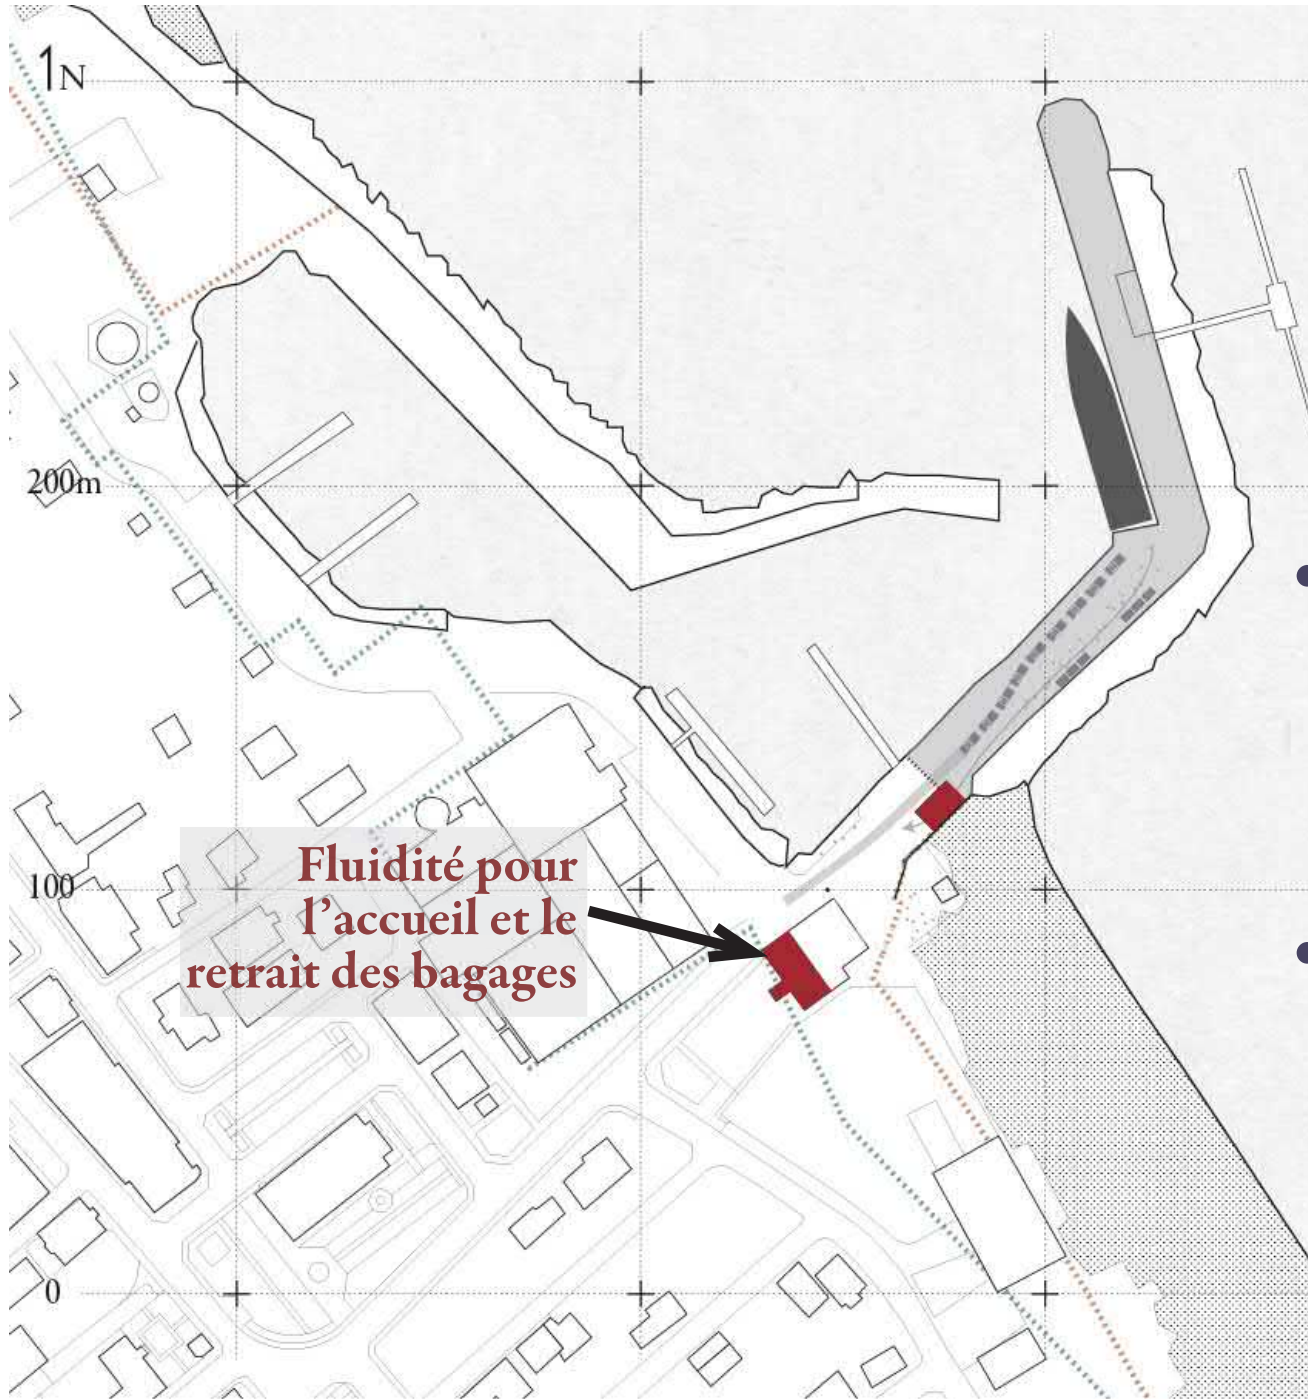 1N
200m
100
Fluidité pour
l’accueil et le
retrait des bagages
0